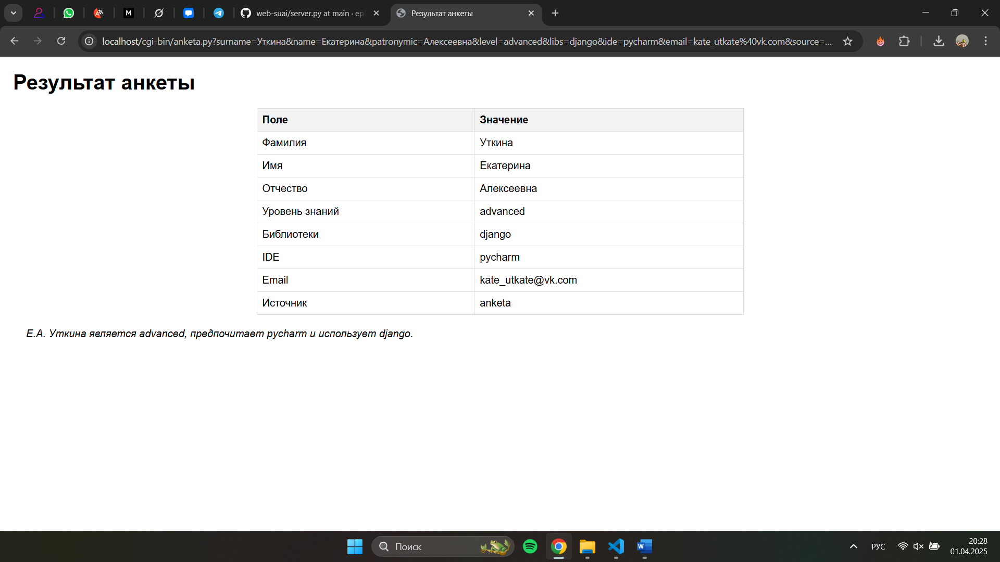 web-suai/server.py at main · ep
Результат анкеты
localhost/cgi-bin/anketa.py?surname=Уткина&name=Екатерина&patronymic=Алексеевна&level=advanced&libs=django&ide=pycharm&email=kate_utkate%40vk.com&source=...
Результат анкеты
Поле Значение
Фамилия Уткина
Имя Екатерина
Отчество Алексеевна
Уровень знаний advanced
Библиотеки django
IDE pycharm
Email kate_utkate@vk.com
Источник anketa
Е.А. Уткина является advanced, предпочитает pycharm и использует django.
Поиск
РУС
20:28
01.04.2025